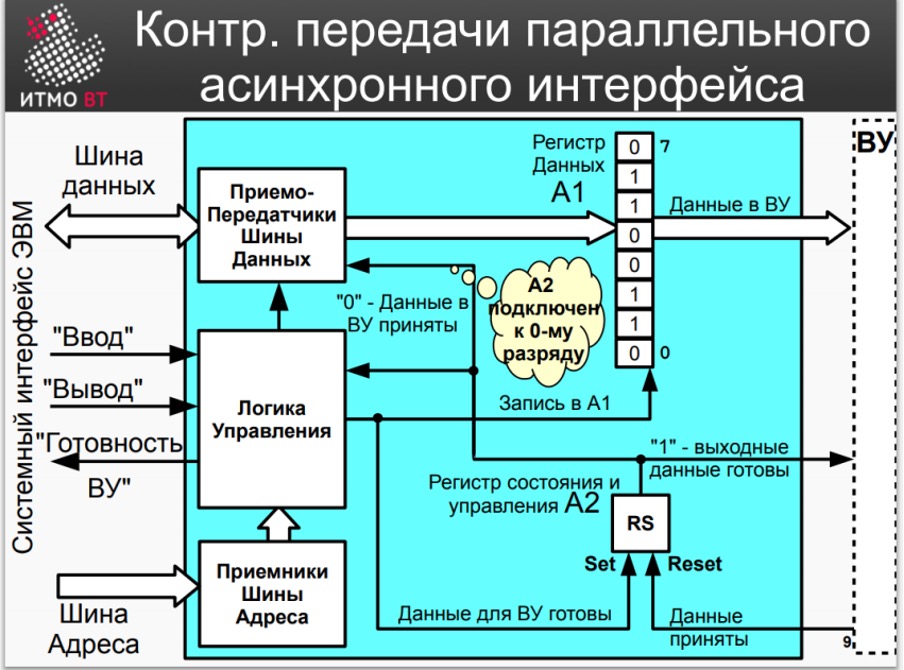 Контр. передачи параллельного
асинхронного интерфейса
ИТМО ВТ
Системный интерфейс ЭВМ
Шина
данных
"Ввод"
"Вывод"
"Готовность
ВУ"
Шина
Адреса
Приемо-
Передатчики
Шины
Данных
Логика
Управления
Приемники
Шины
Адреса
Регистр
Данных
А1
0 7
1
1
0
0
1
1
0 0
Данные в ВУ
ВУ
"0" - Данные в
ВУ приняты
А2
подключен
к 0-му
разряду
Запись в А1
"1" - выходные
данные готовы
Регистр состояния и
управления А2
RS
Set
Reset
Данные для ВУ готовы
Данные
приняты
9